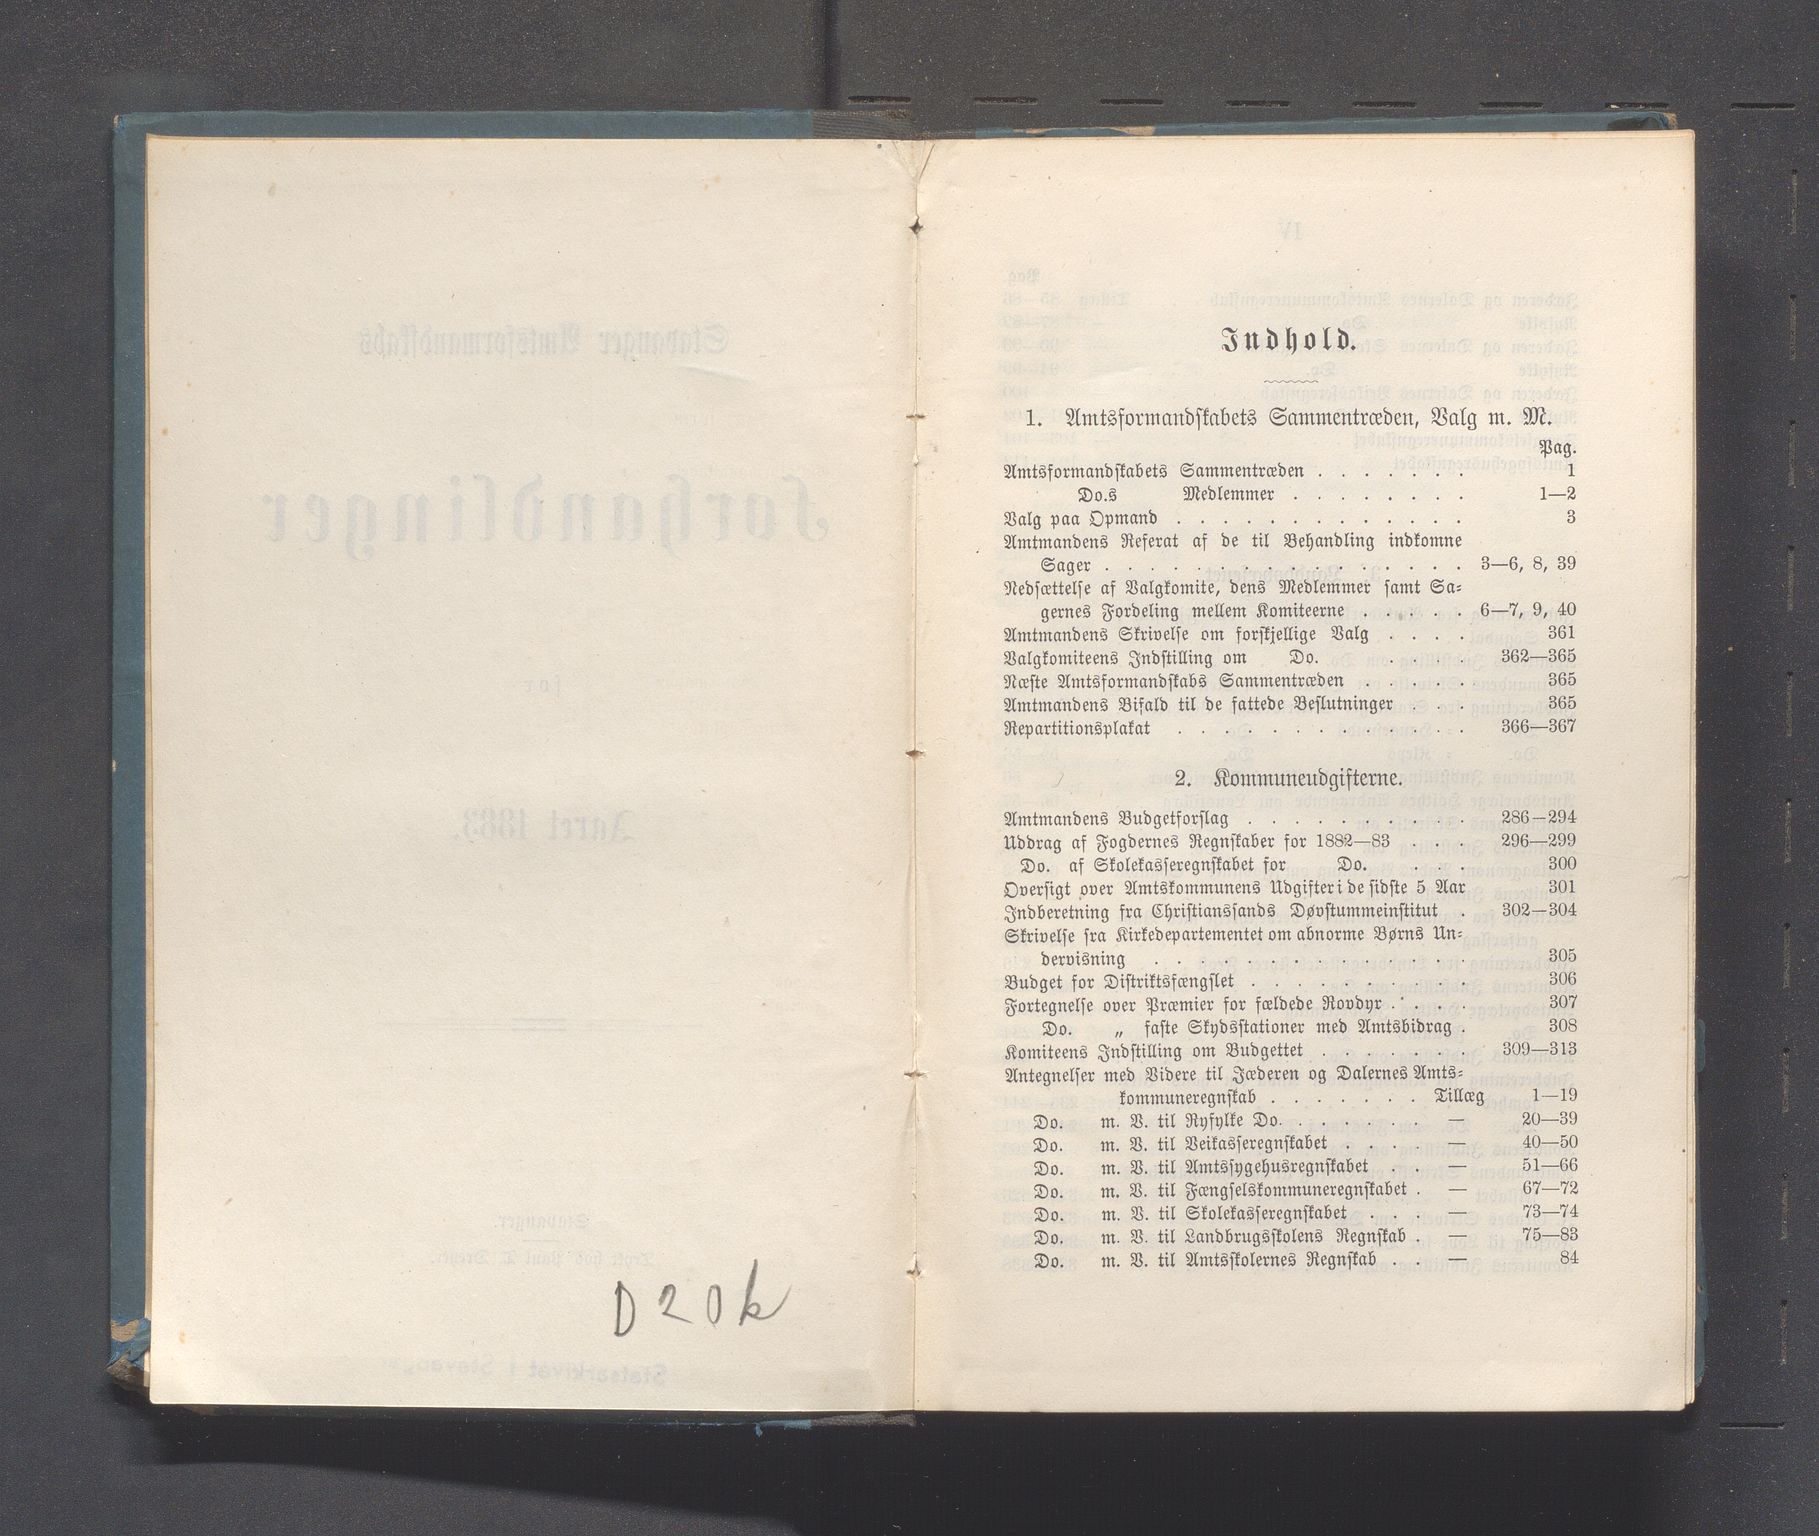 D 20 k
Indhold.
1. Amtsformandskabets Sammentræden, Valg m. M.
Pag.
Amtsformandskabets Sammentræden . . . . . . . 1
Do.s Medlemmer . . . . . . . . 1—2
Valg paa Opmand . . . . . . . . . . . . . 3
Amtmandens Referat af de til Behandling indkomne
Sager . . . . . . . . . . . . . . . . 3—6, 8, 39
Nedsættelse af Valgkomite, dens Medlemmer samt Sa-
gernes Fordeling mellem Komiteerne . . . . . 6—7, 9, 40
Amtmandens Skrivelse om forskjellige Valg . . . . 361
Valgkomiteens Indstilling om Do. . . . . 362—365
Næste Amtsformandskabs Sammentræden . . . . . 365
Amtmandens Bifald til de fattede Beslutninger . . . 365
Repartitionsplakat . . . . . . . . . . . . . 366—367
2. Kommuneudgifterne.
Amtmandens Budgetforslag . . . . . . . . . . 286—294
Uddrag af Fogdernes Regnskaber for 1882—83 . . . 296—299
Do. af Skolekasseregnskabet for Do. . . . 300
Oversigt over Amtskommunens Udgifter i de sidste 5 Aar 301
Indberetning fra Christianssands Døvstummeinstitut . 302—304
Skrivelse fra Kirkedepartementet om abnorme Børns Un-
dervisning . . . . . . . . . . . . . . 305
Budget for Distriktsfængslet . . . . . . . . . . 306
Fortegnelse over Præmier for fældede Rovdyr . . . . 307
Do. „ faste Skydsstationer med Amtsbidrag . 308
Komiteens Indstilling om Budgettet . . . . . . . 309—313
Antegnelser med Videre til Jæderen og Dalernes Amts-
kommuneregnskab . . . . . . . Tillæg 1—19
Do. m. V. til Ryfylke Do. . . . . . . — 20—39
Do. m. V. til Veikasseregnskabet . . . . — 40—50
Do. m. V. til Amtssygehusregnskabet . . — 51—66
Do. m. V. til Fængselskommuneregnskabet . — 67—72
Do. m. V. til Skolekasseregnskabet . . . — 73—74
Do. m. V. til Landbrugsskolens Regnskab . — 75—83
Do. m. V. til Amtsskolernes Regnskab . . — 84